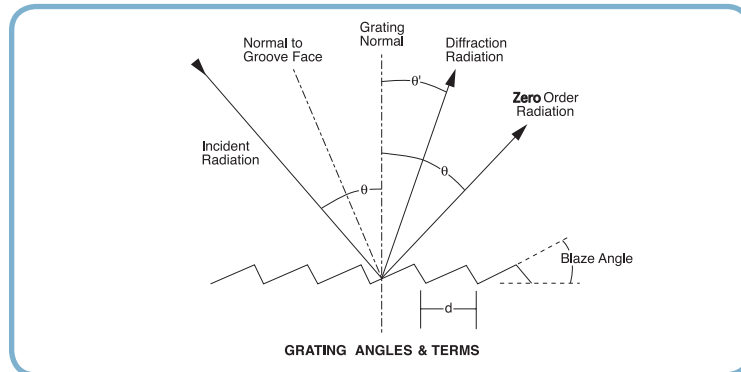 Grating
Normal
Normal to
Groove Face
Diffraction
Radiation
θ'
Zero Order
Radiation
Incident
Radiation
θ
θ
Blaze Angle
d
GRATING ANGLES & TERMS